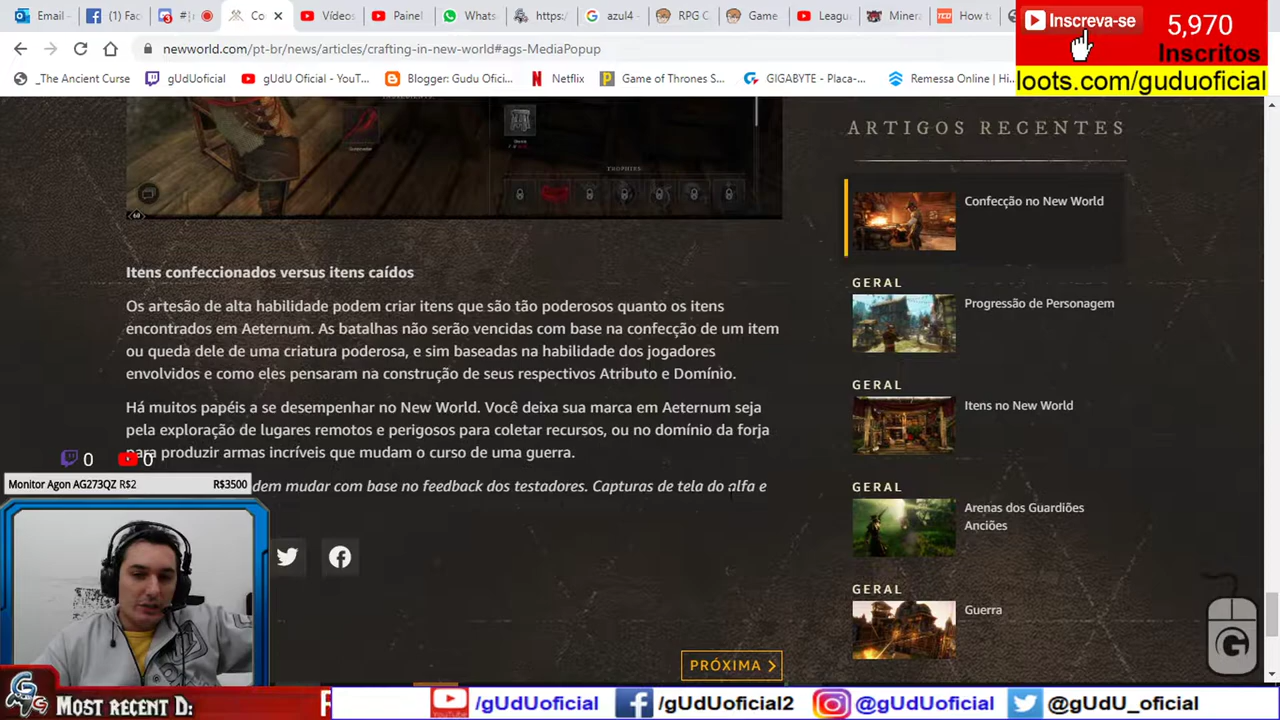 Email
(1) Fac
Co
Vídeos
Painel
Whats
https:/
azul4 -
RPG C
Game
Leagu
Minera
How t
newworld.com/pt-br/news/articles/crafting-in-new-world#ags-MediaPopup
_The Ancient Curse
gUdUoficial
gUdU Oficial - YouT...
Blogger: Gudu Ofici...
Netflix
Game of Thrones S...
GIGABYTE - Placa-...
Remessa Online | Hi...
Inscreva-se
5,970
Inscritos
loots.com/guduoficial
TROPHIES
ARTIGOS RECENTES
Confecção no New World
GERAL
Progressão de Personagem
GERAL
Itens no New World
GERAL
Arenas dos Guardiões
Anciões
GERAL
Guerra
Itens confeccionados versus itens caídos
Os artesão de alta habilidade podem criar itens que são tão poderosos quanto os itens
encontrados em Aeternum. As batalhas não serão vencidas com base na confecção de um item
ou queda dele de uma criatura poderosa, e sim baseadas na habilidade dos jogadores
envolvidos e como eles pensaram na construção de seus respectivos Atributo e Domínio.
Há muitos papéis a se desempenhar no New World. Você deixa sua marca em Aeternum seja
pela exploração de lugares remotos e perigosos para coletar recursos, ou no domínio da forja
para produzir armas incríveis que mudam o curso de uma guerra.
0 0
Monitor Agon AG273QZ R$2 R$3500
dem mudar com base no feedback dos testadores. Capturas de tela do alfa e
PRÓXIMA
G
Most recent D:
/gUdUoficial
/gUdUoficial2
@gUdUoficial
@gUdU_oficial